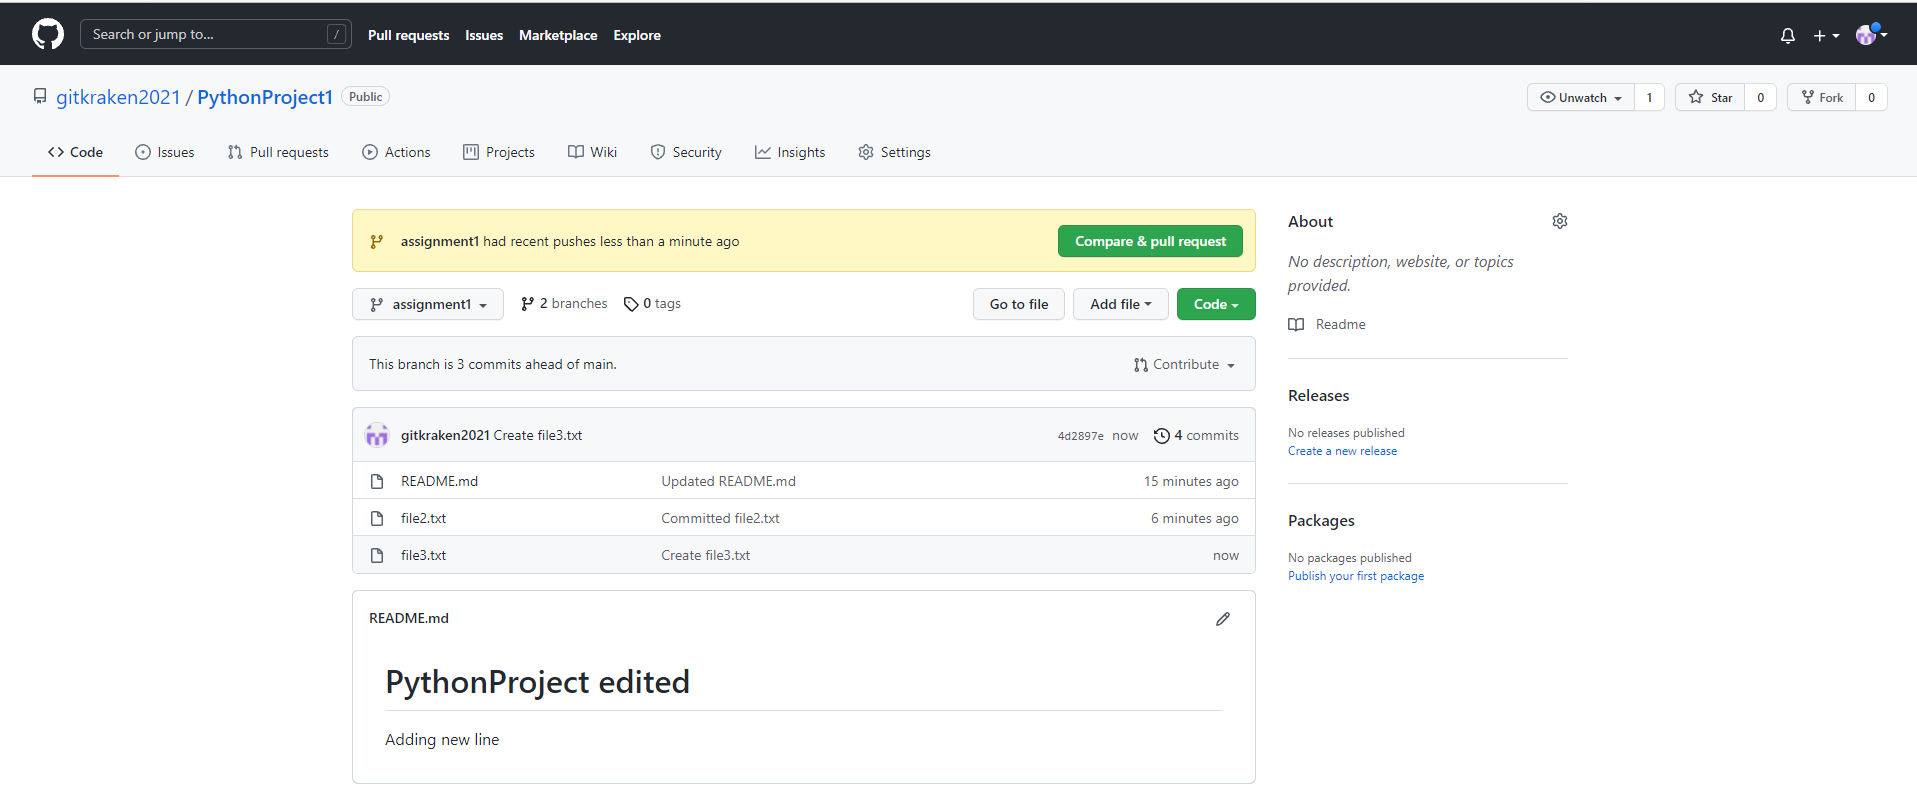 Search or jump to... /
Pull requests Issues Marketplace Explore
gitkraken2021 / PythonProject1 Public
Unwatch 1 Star 0 Fork 0
Code Issues Pull requests Actions Projects Wiki Security Insights Settings
assignment1 had recent pushes less than a minute ago
Compare & pull request
assignment1 2 branches 0 tags
Go to file Add file Code
This branch is 3 commits ahead of main.
Contribute
gitkraken2021 Create file3.txt 4d2897e now 4 commits
README.md Updated README.md 15 minutes ago
file2.txt Committed file2.txt 6 minutes ago
file3.txt Create file3.txt now
README.md
PythonProject edited
Adding new line
About
No description, website, or topics
provided.
Readme
Releases
No releases published
Create a new release
Packages
No packages published
Publish your first package